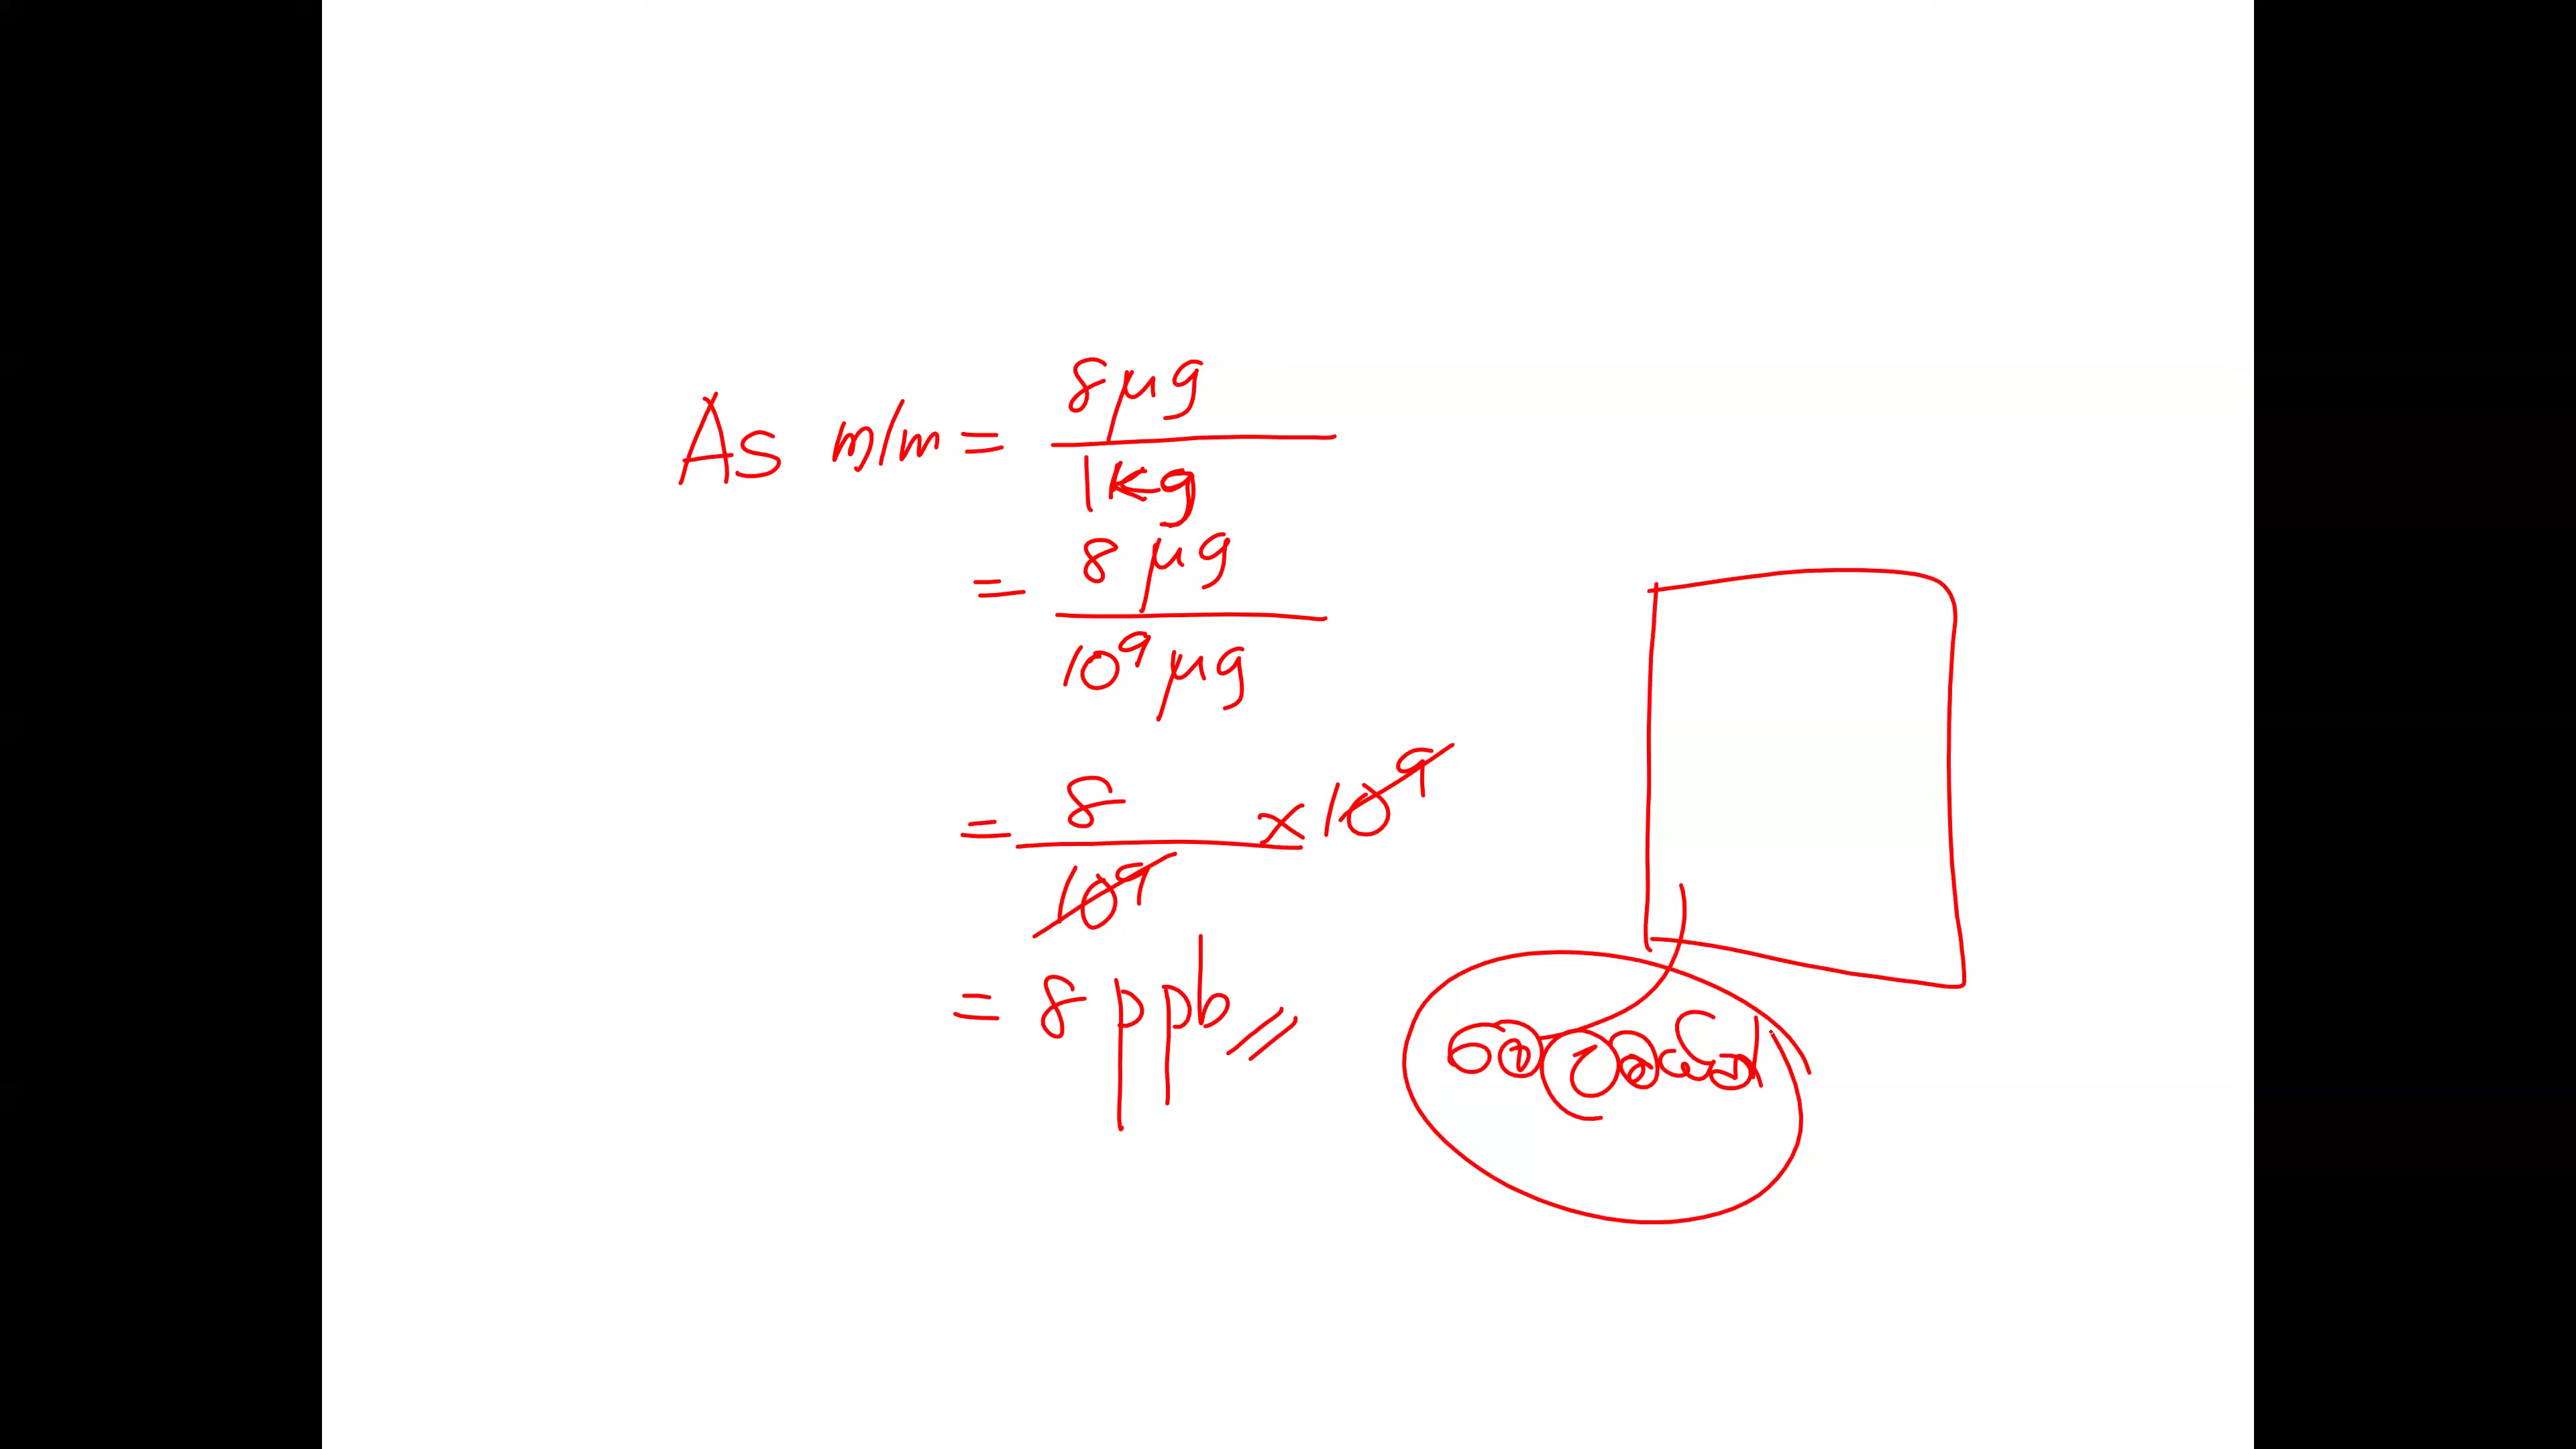 As m/m = 8μg / 1kg
= 8 μg / 10⁹ μg
= 8 / 10⁹ × 10⁹
= 8 ppb